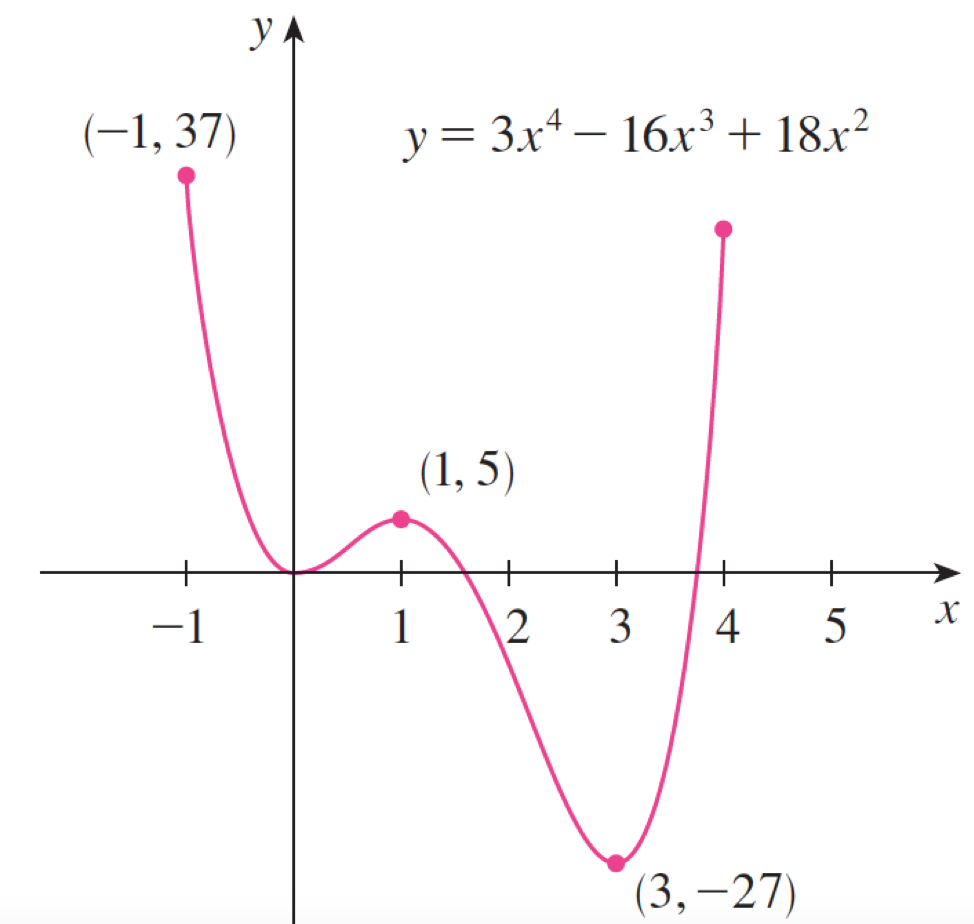 y
(−1, 37)
y = 3x⁴ − 16x³ + 18x²
(1, 5)
−1 1 2 3 4 5
x
(3, −27)